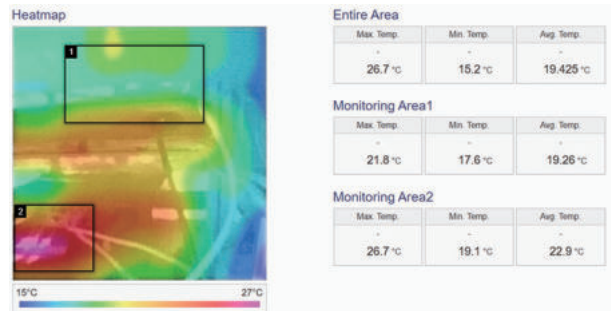 Heatmap
1
2
15°C 27°C
Entire Area
Max. Temp. Min. Temp. Avg. Temp.
- - -
26.7 °C 15.2 °C 19.425 °C
Monitoring Area1
Max. Temp. Min. Temp. Avg. Temp.
- - -
21.8 °C 17.6 °C 19.26 °C
Monitoring Area2
Max. Temp. Min. Temp. Avg. Temp.
- - -
26.7 °C 19.1 °C 22.9 °C